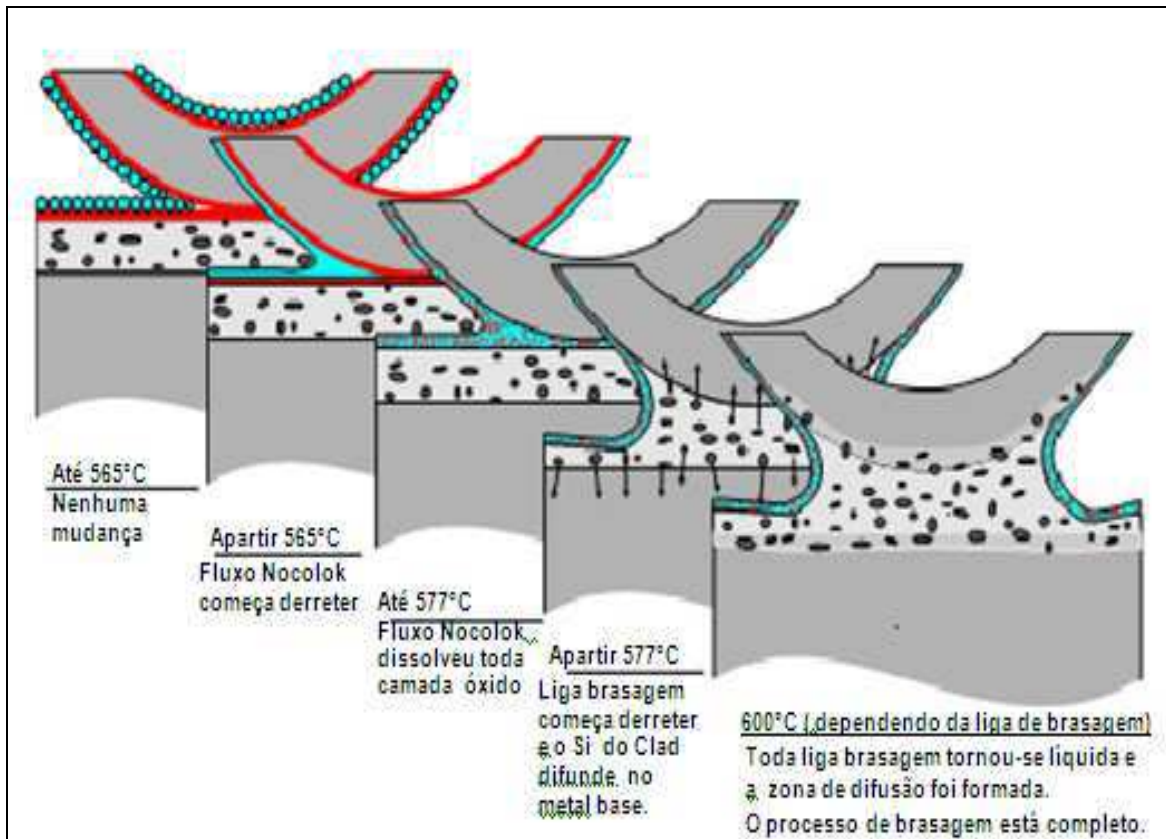 Até 565°C
Nenhuma
mudança
Apartir 565°C
Fluxo Nocolok
começa derreter
Até 577°C
Fluxo Nocolok
dissolveu toda
camada óxido
Apartir 577°C
Liga brasagem
começa derreter
e o Si do Clad
difunde no
metal base.
600°C (dependendo da liga de brasagem)
Toda liga brasagem tornou-se líquida e
a zona de difusão foi formada.
O processo de brasagem está completo.